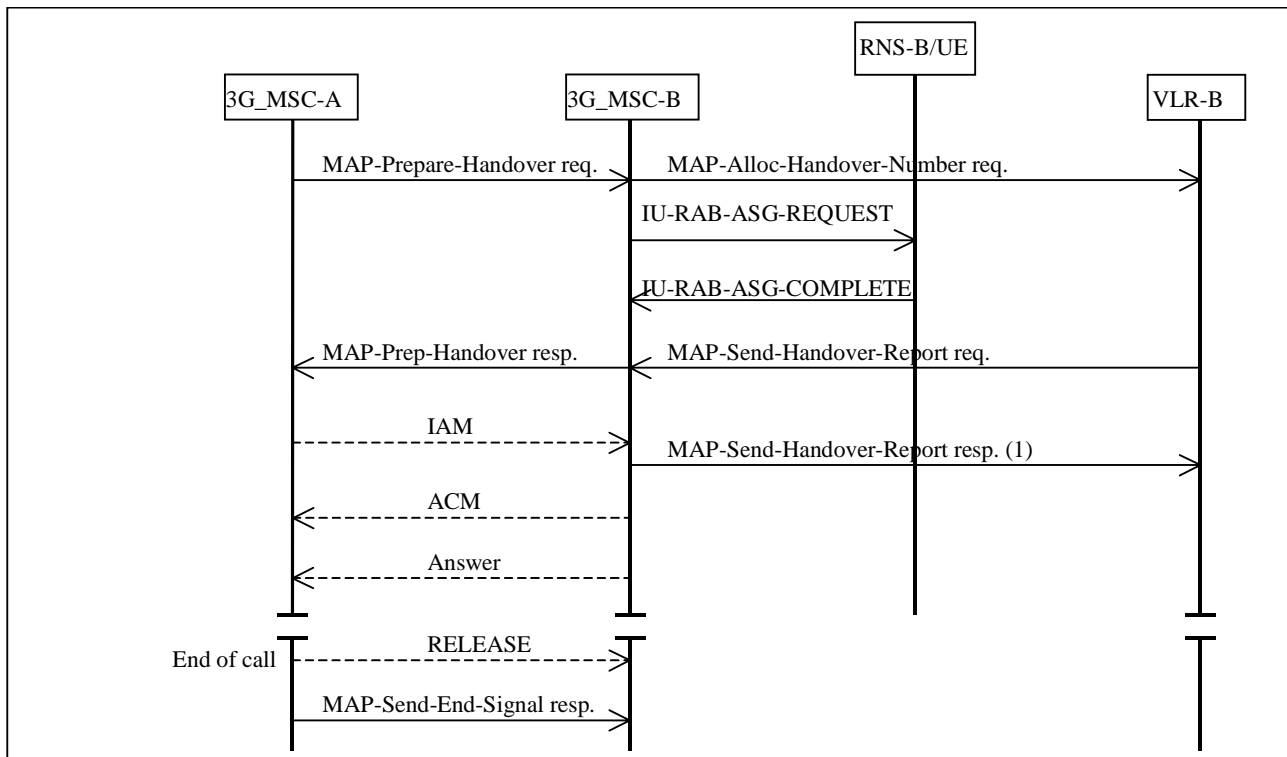 RNS-B/UE
3G_MSC-A
3G_MSC-B
VLR-B
MAP-Prepare-Handover req.
MAP-Alloc-Handover-Number req.
IU-RAB-ASG-REQUEST
IU-RAB-ASG-COMPLETE
MAP-Prep-Handover resp.
MAP-Send-Handover-Report req.
IAM
MAP-Send-Handover-Report resp. (1)
ACM
Answer
RELEASE
End of call
MAP-Send-End-Signal resp.